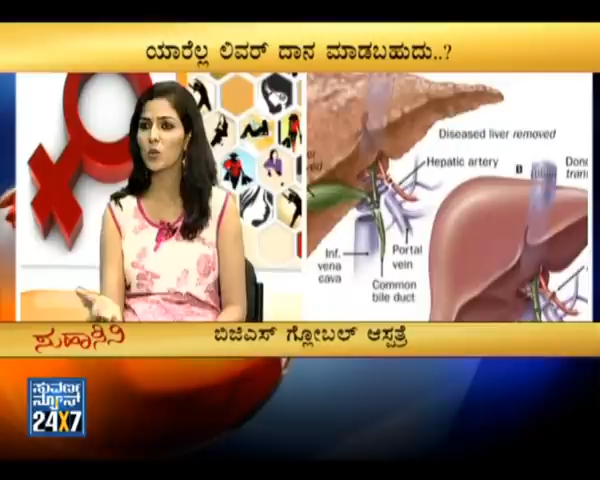 ಯಾರೆಲ್ಲ ಲಿವರ್ ದಾನ ಮಾಡಬಹುದು..?
Diseased liver removed
Hepatic artery
B
Inf.
vena
cava
Portal
vein
Common
bile duct
ಸುಹಾಸಿನಿ
ಬಿಜಿಎಸ್ ಗ್ಲೋಬಲ್ ಆಸ್ಪತ್ರೆ
ಸುವರ್ಣ
ನ್ಯೂಸ್
24X7